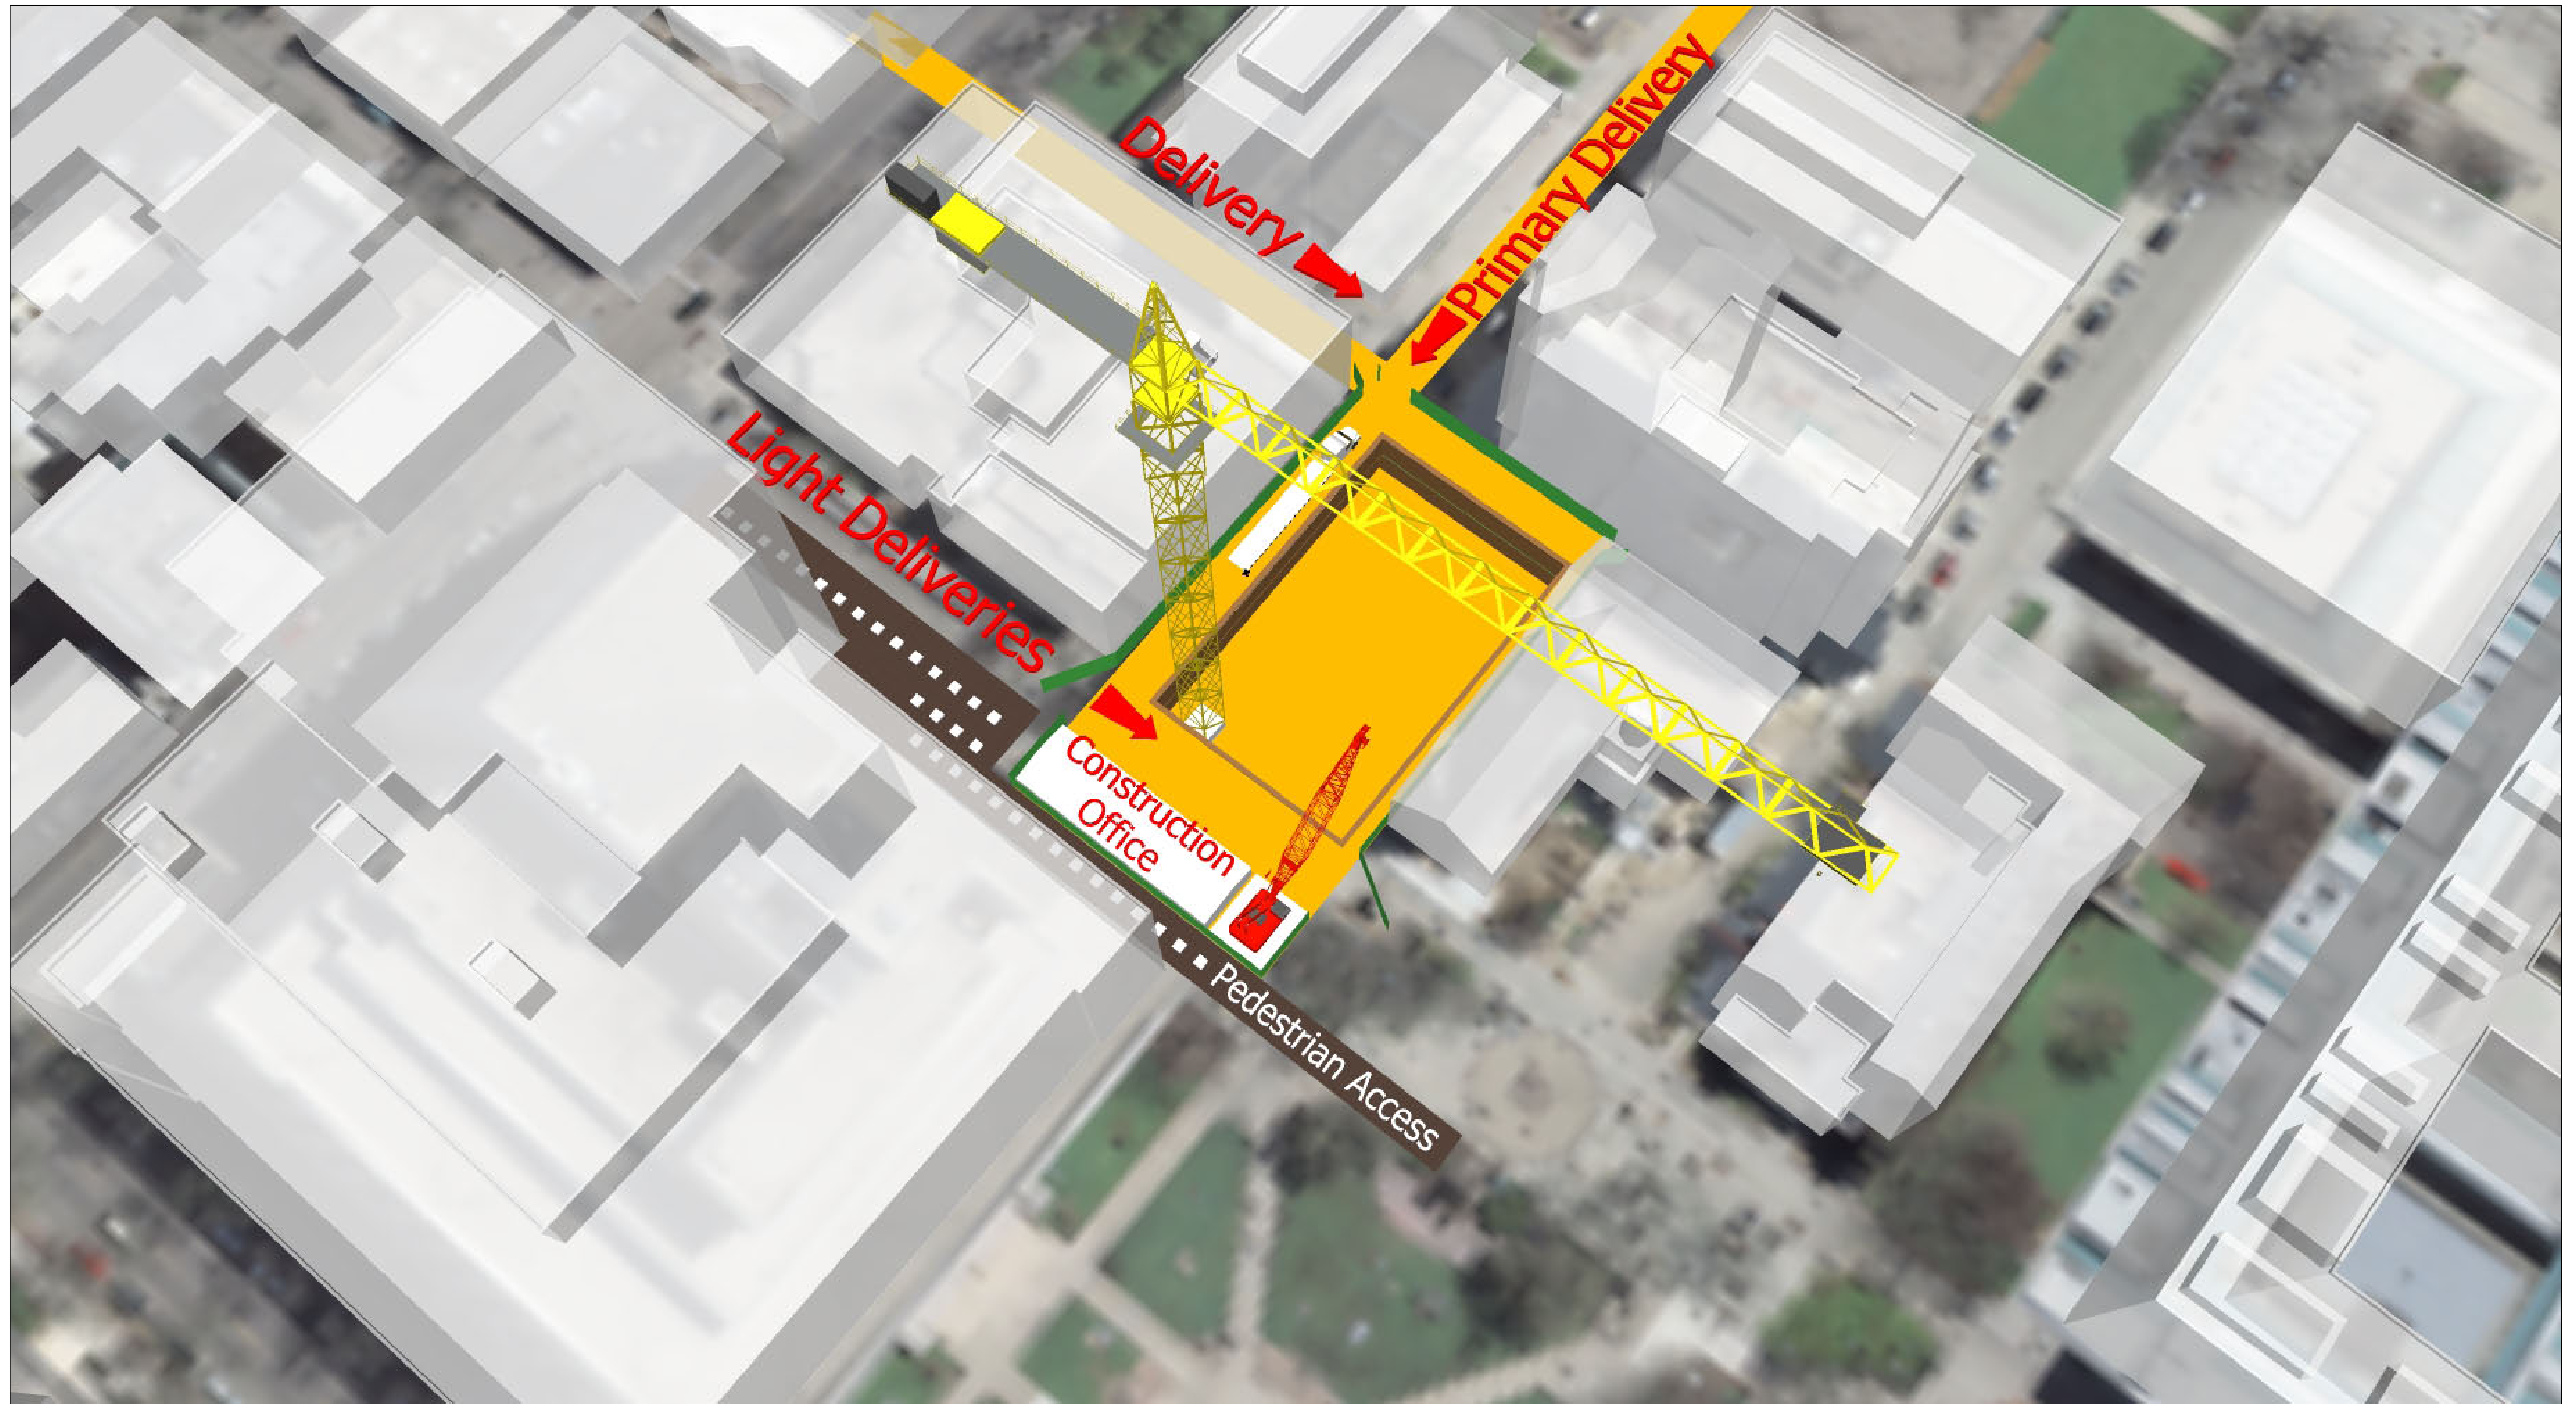 Delivery
Primary Delivery
Light Deliveries
Construction
Office
Pedestrian Access